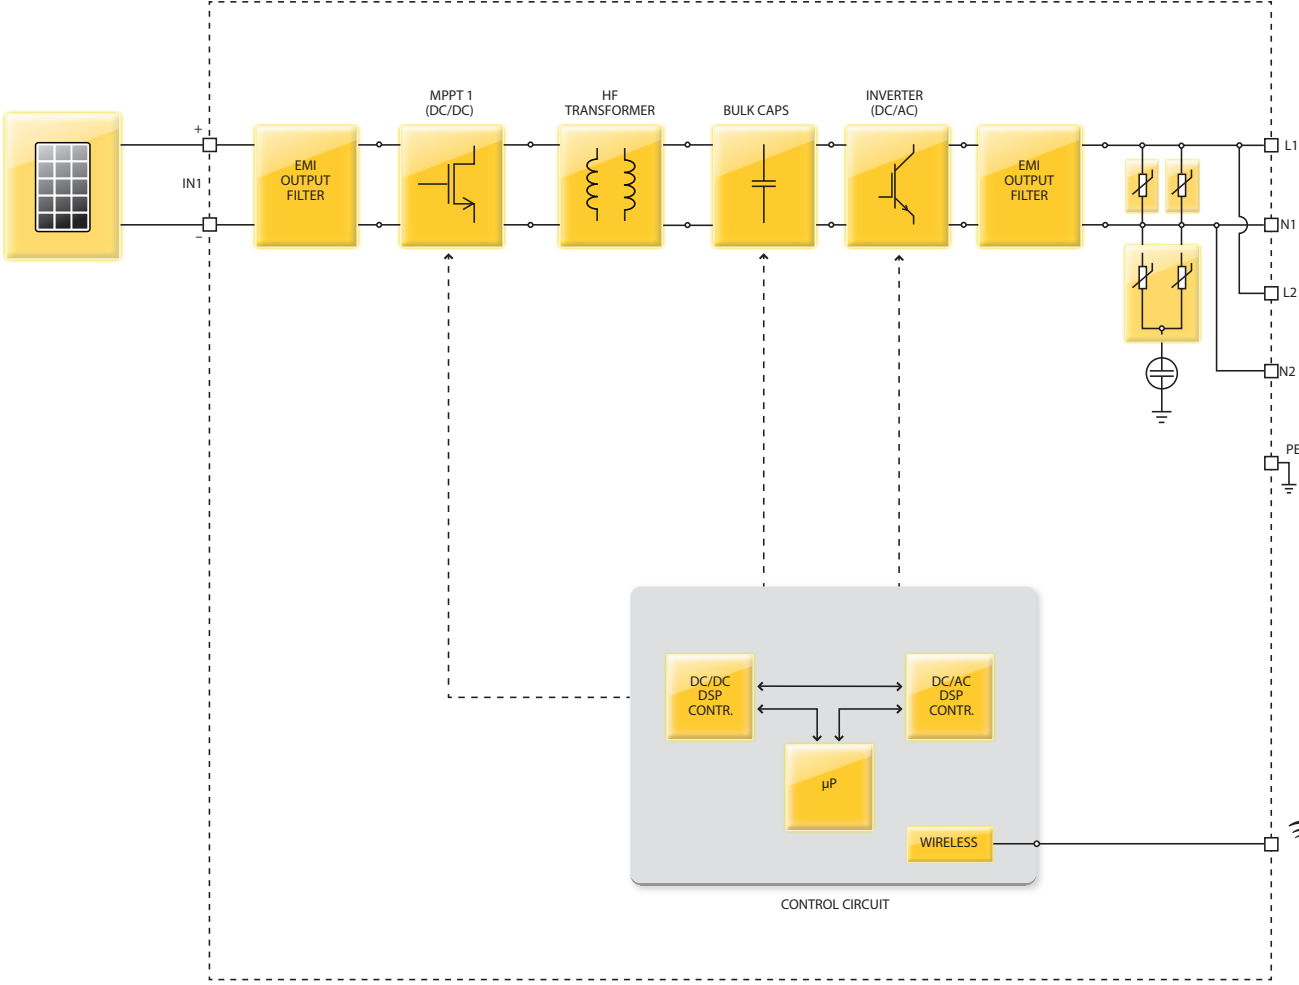 MPPT 1
(DC/DC)
HF
TRANSFORMER
BULK CAPS
INVERTER
(DC/AC)
+
IN1
–
EMI
OUTPUT
FILTER
EMI
OUTPUT
FILTER
L1
N1
L2
N2
PE
DC/DC
DSP
CONTR.
DC/AC
DSP
CONTR.
µP
WIRELESS
CONTROL CIRCUIT